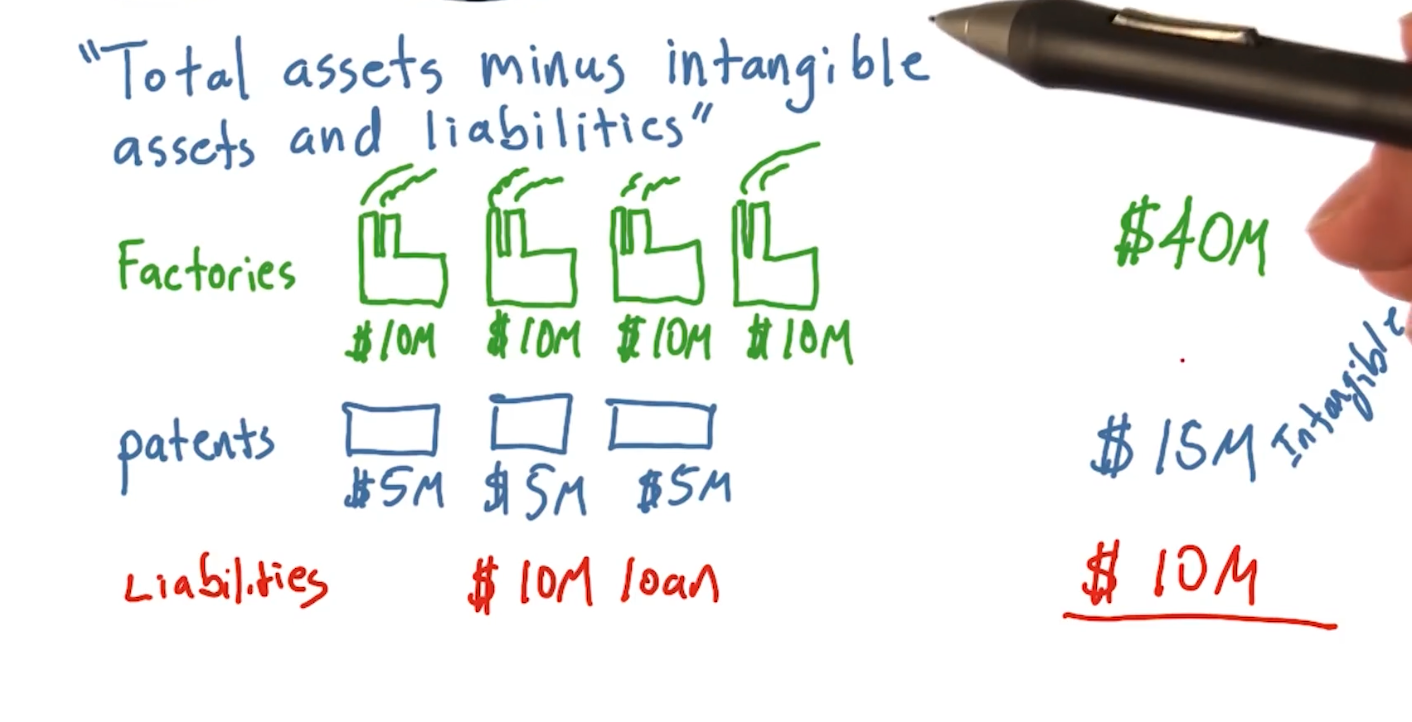 "Total assets minus intangible
assets and liabilities"
Factories
$10M $10M $10M $10M
$40M
patents
$5M $5M $5M
$15M Intangible
Liabilities $10M loan $10M